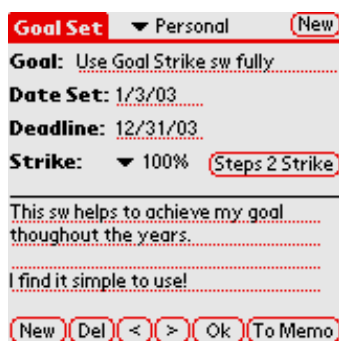 Goal Set Personal New
Goal: Use Goal Strike sw fully
Date Set: 1/3/03
Deadline: 12/31/03
Strike: 100% Steps 2 Strike
This sw helps to achieve my goal
thoughout the years.
I find it simple to use!
New Del < > Ok To Memo